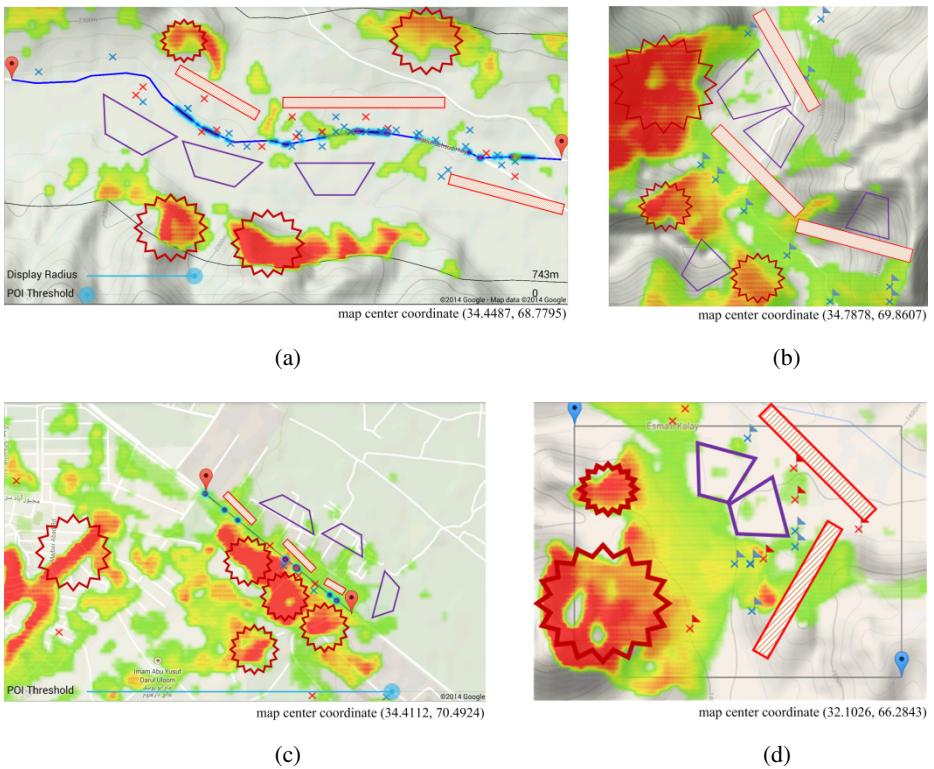 Display Radius
743m
POI Threshold
0
©2014 Google - Map data ©2014 Google
map center coordinate (34.4487, 68.7795)
map center coordinate (34.7878, 69.8607)
(a)
(b)
Esmati Kalay
Imam Abu Yusuf
Darul Uloom
POI Threshold
©2014 Google
map center coordinate (34.4112, 70.4924)
map center coordinate (32.1026, 66.2843)
(c)
(d)